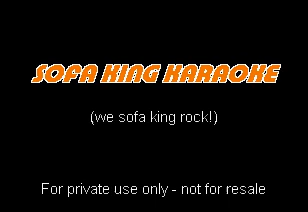 SOFA KING KARAOKE
(we sofa king rock!)
For private use only - not for resale